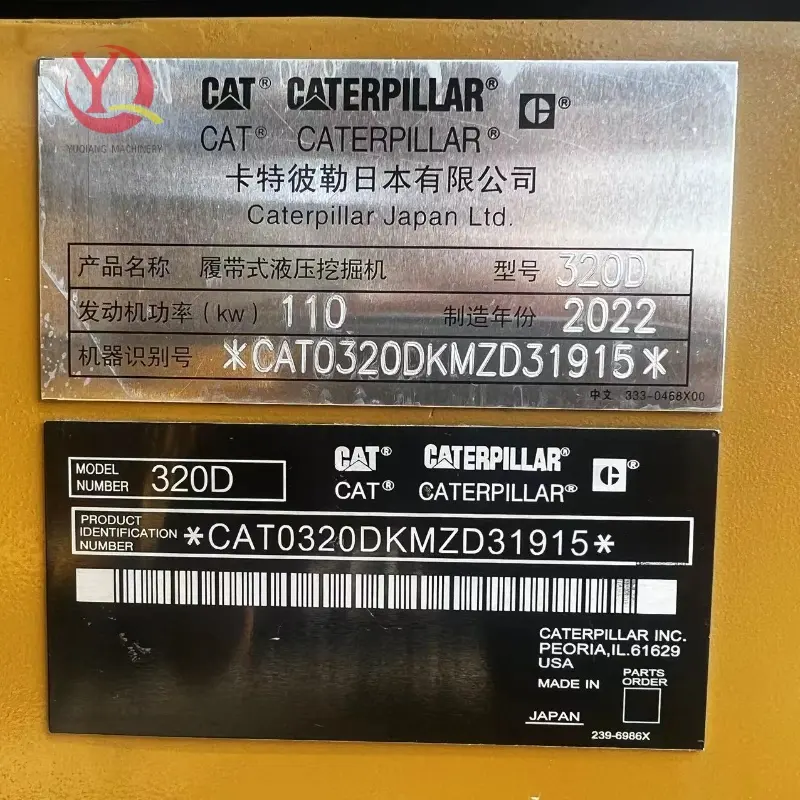 YQ
YUQIANG MACHINERY
CAT® CATERPILLAR® C®
CAT® CATERPILLAR®
卡特彼勒日本有限公司
Caterpillar Japan Ltd.
产品名称 履带式液压挖掘机 型号 320D
发动机功率(kw) 110 制造年份 2022
机器识别号 *CAT0320DKMZD31915*
中文 333-0468X00
MODEL NUMBER 320D
CAT® CATERPILLAR® C®
CAT® CATERPILLAR®
PRODUCT
IDENTIFICATION
NUMBER *CAT0320DKMZD31915*
CATERPILLAR INC.
PEORIA,IL.61629
USA
MADE IN
PARTS
ORDER
JAPAN
239-6986X